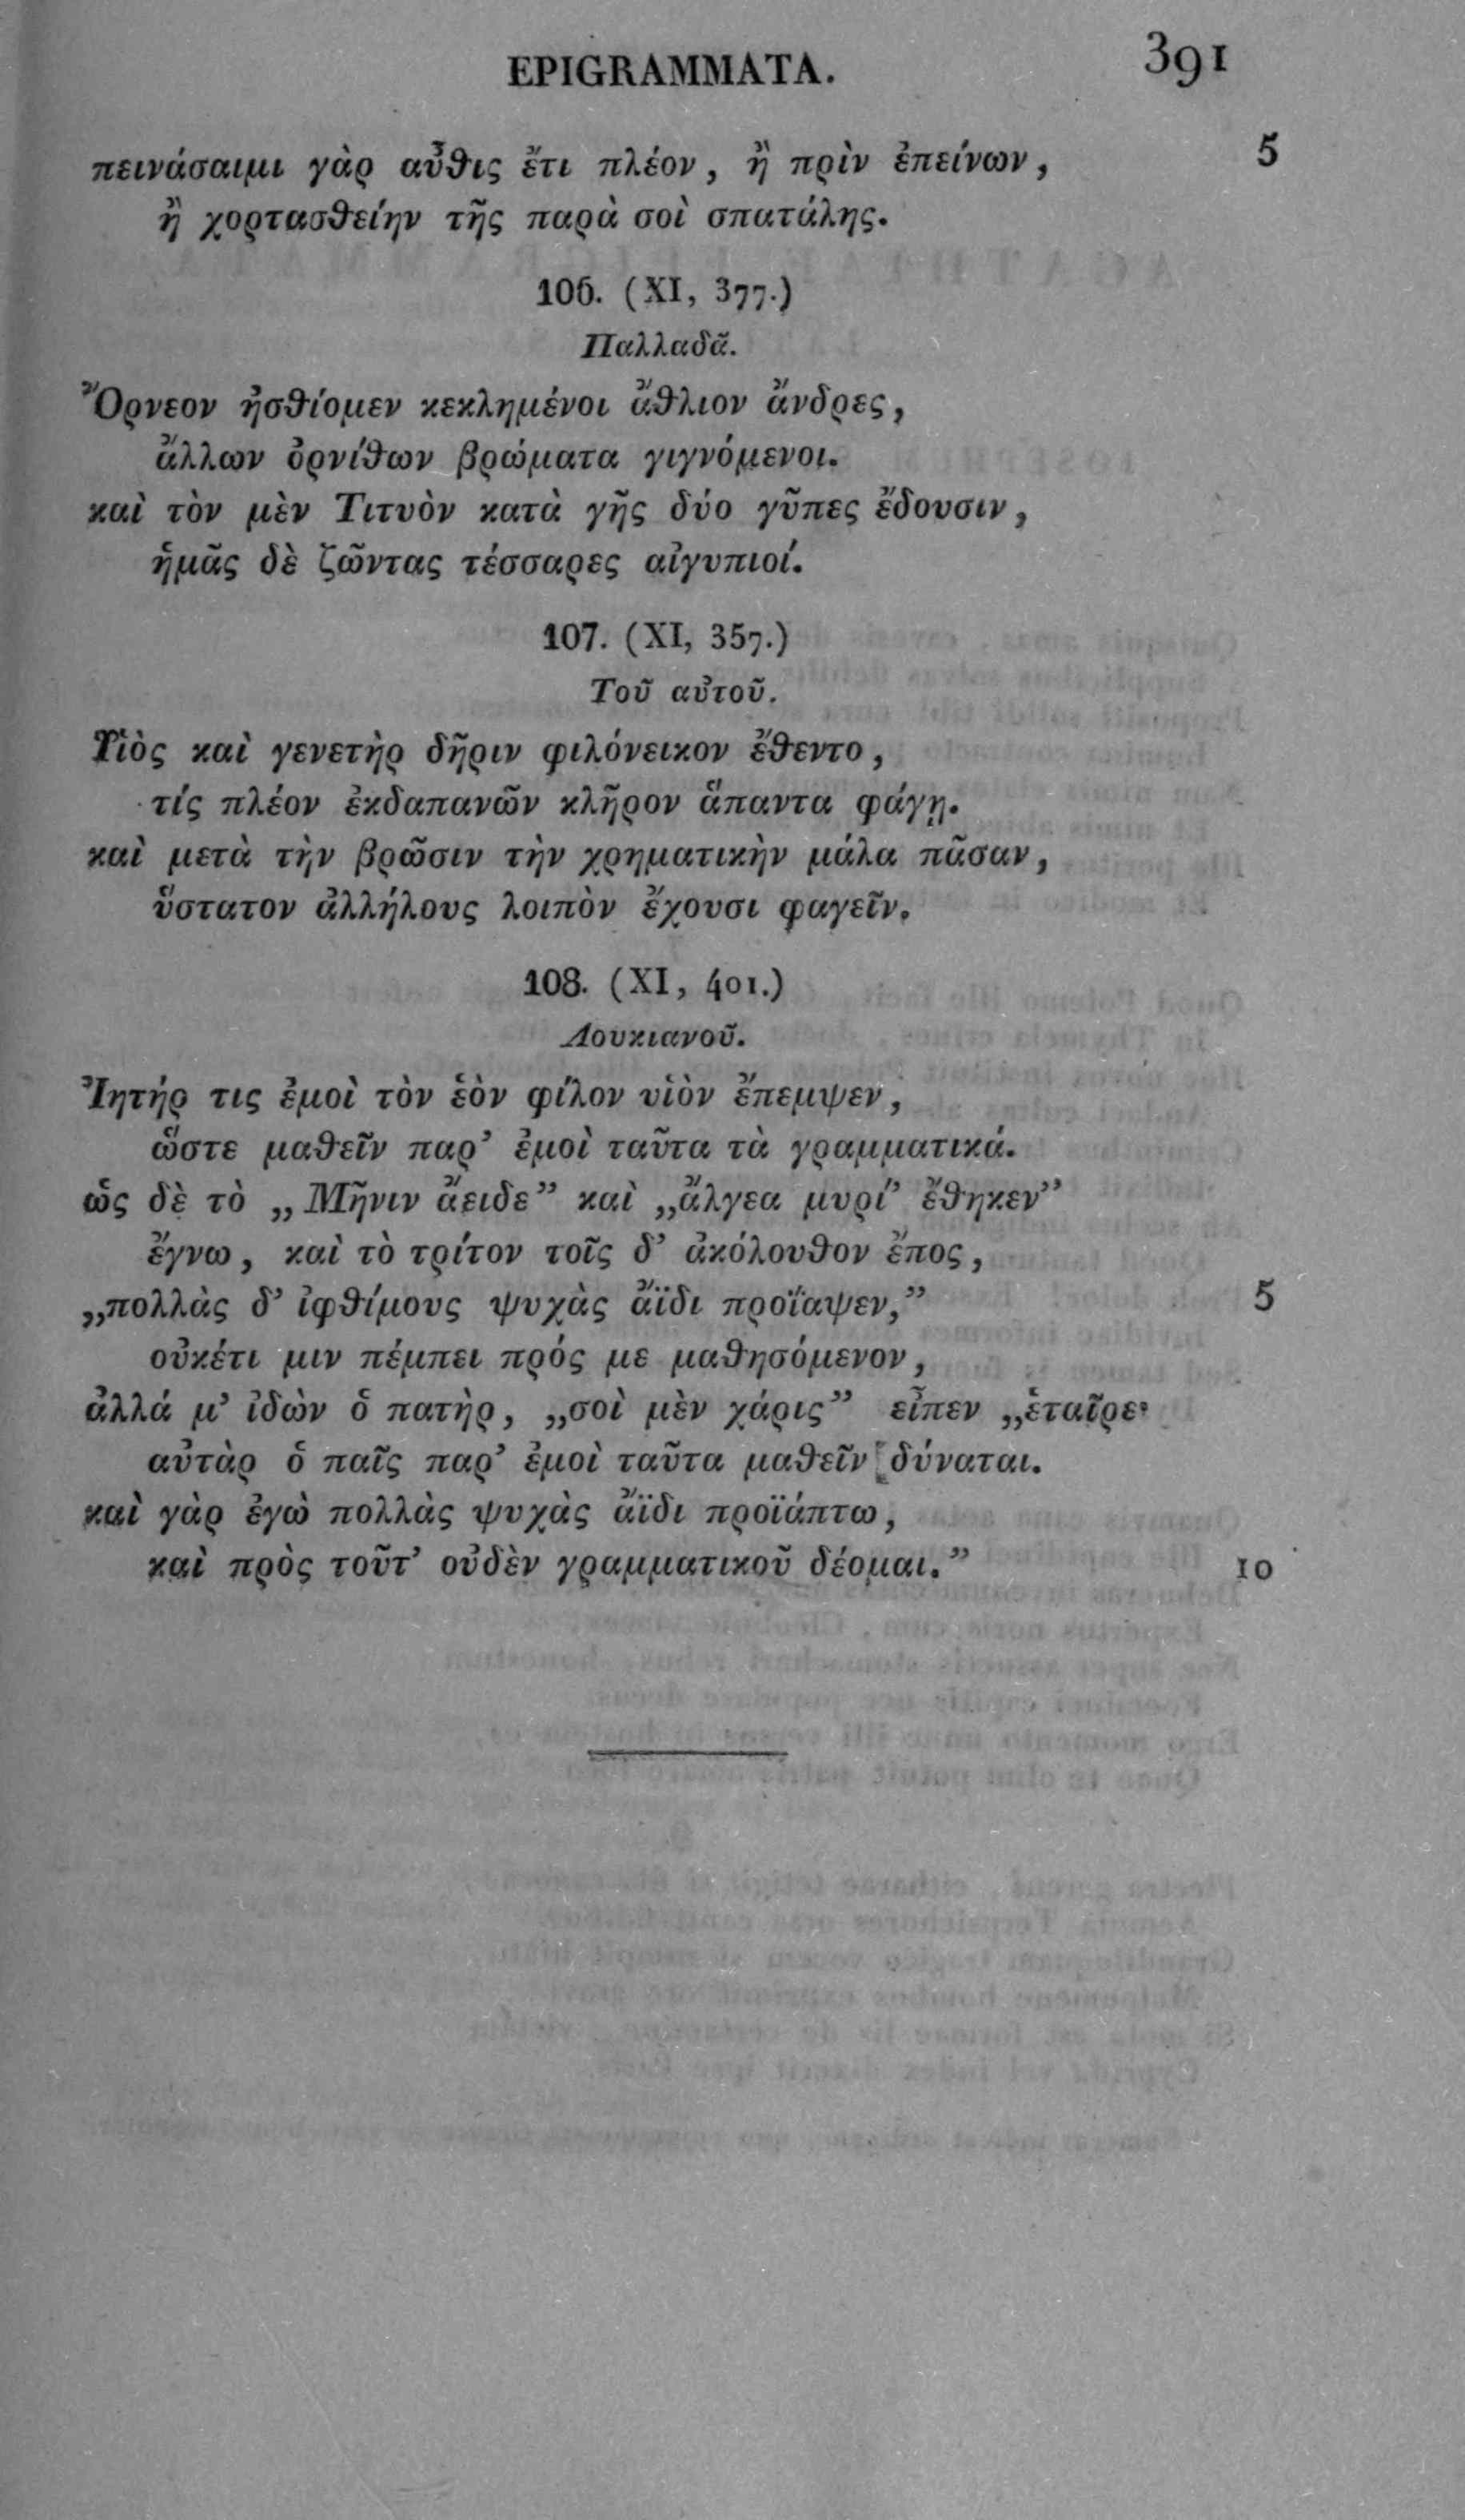 EPIGRAMMATA. 391
πεινάσαιμι γὰρ αὖθις ἔτι πλέον, ἢ πρὶν ἐπείνων, 5
ἢ χορτασθείην τῆς παρὰ σοὶ σπατάλης.
106. (XI, 377.)
Παλλαδᾶ.
Ὄρνεον ἠσθίομεν κεκλημένοι ἄθλιον ἄνδρες,
ἄλλων ὀρνίθων βρώματα γιγνόμενοι.
καὶ τὸν μὲν Τιτυὸν κατὰ γῆς δύο γῦπες ἔδουσιν,
ἡμᾶς δὲ ζῶντας τέσσαρες αἰγυπιοί.
107. (XI, 357.)
Τοῦ αὐτοῦ.
Υἱὸς καὶ γενετὴρ δῆριν φιλόνεικον ἔθεντο,
τίς πλέον ἐκδαπανῶν κλῆρον ἅπαντα φάγῃ.
καὶ μετὰ τὴν βρῶσιν τὴν χρηματικὴν μάλα πᾶσαν,
ὕστατον ἀλλήλους λοιπὸν ἔχουσι φαγεῖν.
108. (XI, 401.)
Λουκιανοῦ.
Ἰητήρ τις ἐμοὶ τὸν ἑὸν φίλον υἱὸν ἔπεμψεν,
ὥστε μαθεῖν παρ’ ἐμοὶ ταῦτα τὰ γραμματικά.
ὡς δὲ τὸ „Μῆνιν ἄειδε” καὶ „ἄλγεα μυρί’ ἔθηκεν”
ἔγνω, καὶ τὸ τρίτον τοῖς δ’ ἀκόλουθον ἔπος,
„πολλὰς δ’ ἰφθίμους ψυχὰς ἄϊδι προΐαψεν,” 5
οὐκέτι μιν πέμπει πρός με μαθησόμενον,
ἀλλά μ’ ἰδὼν ὁ πατὴρ, „σοὶ μὲν χάρις” εἶπεν „ἑταῖρε·
αὐτὰρ ὁ παῖς παρ’ ἐμοὶ ταῦτα μαθεῖν δύναται.
καὶ γὰρ ἐγὼ πολλὰς ψυχὰς ἄϊδι προϊάπτω,
καὶ πρὸς τοῦτ’ οὐδὲν γραμματικοῦ δέομαι.” 10